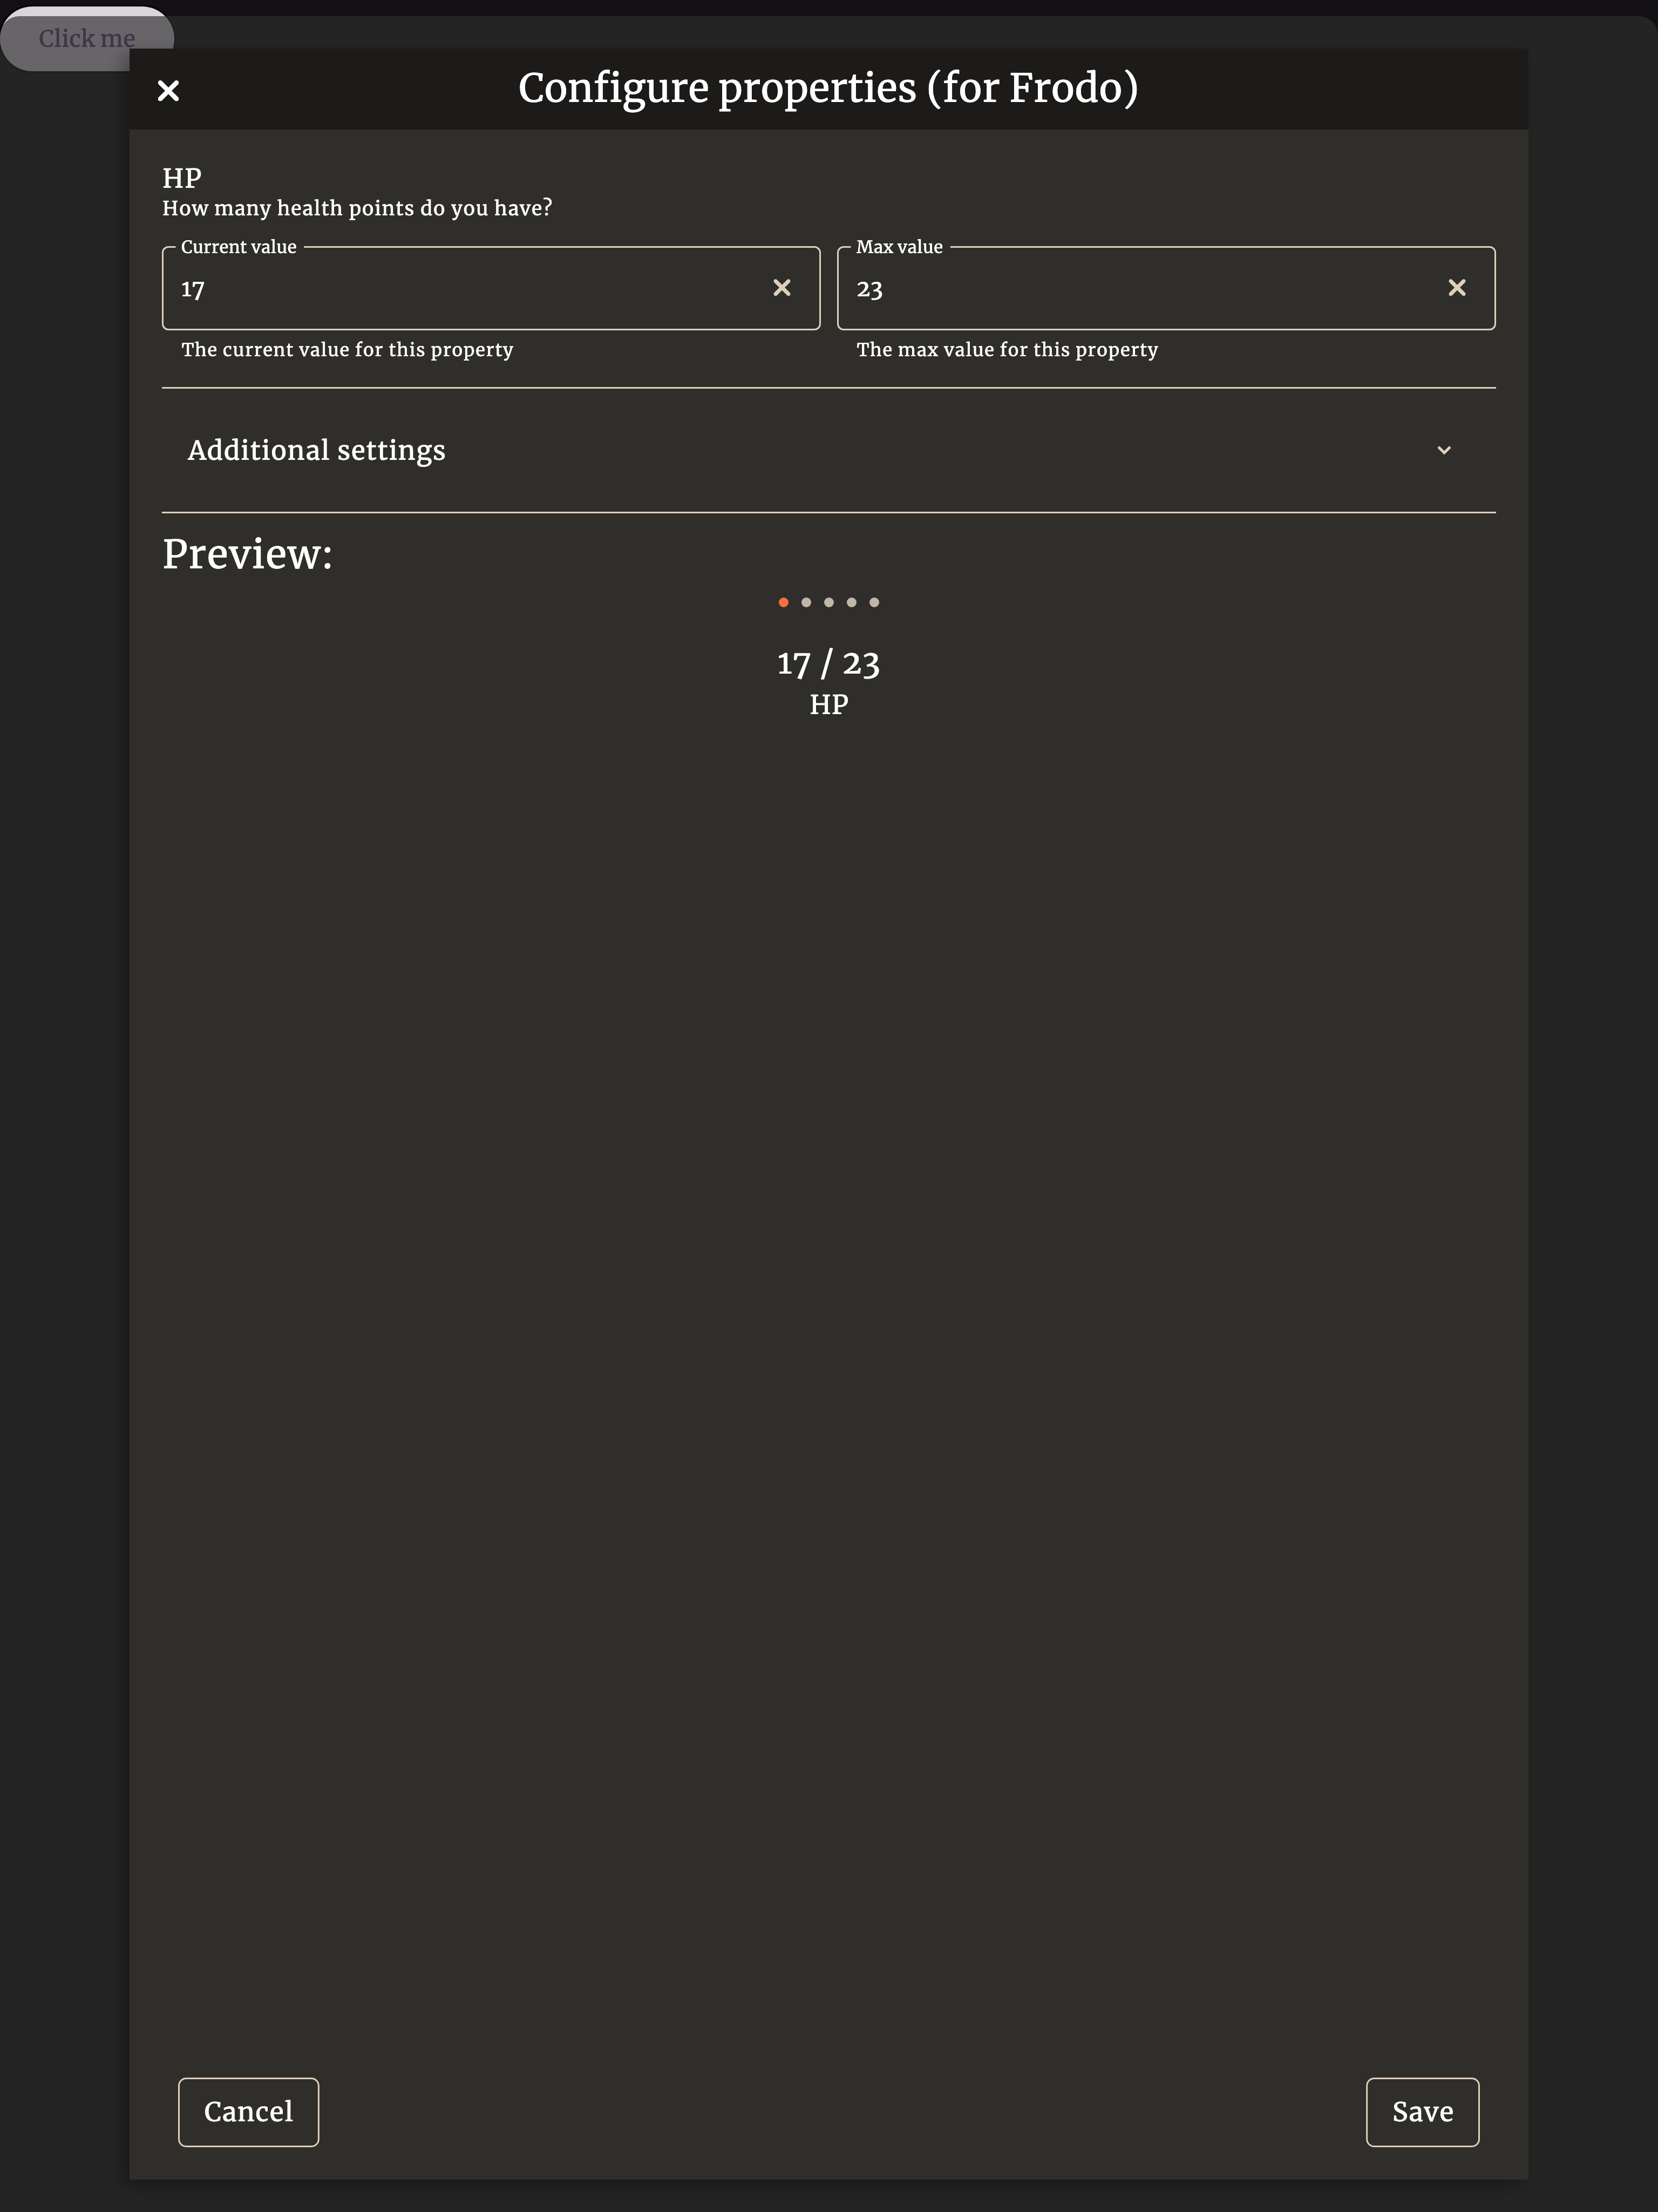 Click me
Configure properties (for Frodo)
HP
How many health points do you have?
Current value
17
The current value for this property
Max value
23
The max value for this property
Additional settings
Preview:
17 / 23
HP
Cancel
Save